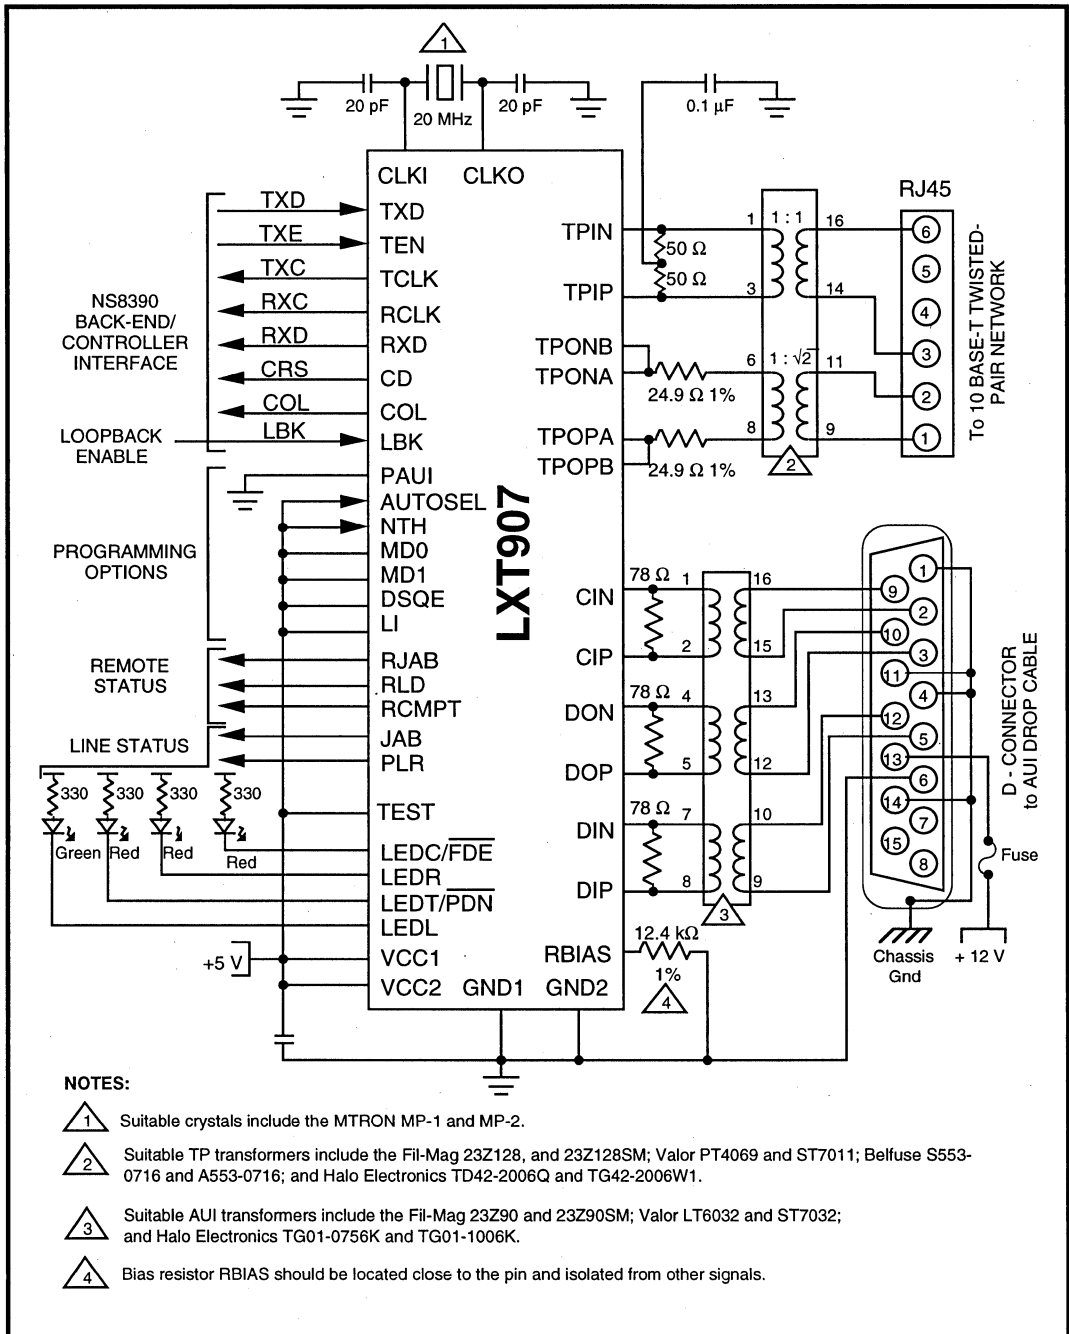 1
20 pF
20 MHz
20 pF
0.1 µF
CLKI
CLKO
NS8390
BACK-END/
CONTROLLER
INTERFACE
TXD
TXE
TXC
RXC
RXD
CRS
COL
LBK
LOOPBACK
ENABLE
TXD
TEN
TCLK
RCLK
RXD
CD
COL
LBK
PAUI
AUTOSEL
NTH
MD0
MD1
DSQE
LI
PROGRAMMING
OPTIONS
REMOTE
STATUS
RJAB
RLD
RCMPT
LINE STATUS
JAB
PLR
330
330
330
330
Green
Red
Red
Red
TEST
LEDC/FDE
LEDR
LEDT/PDN
LEDL
+5 V
VCC1
VCC2
GND1
GND2
LXT907
TPIN
TPIP
50 Ω
50 Ω
TPONB
TPONA
24.9 Ω 1%
TPOPA
TPOPB
24.9 Ω 1%
1
1 : 1
16
3
14
6
1 : √2
11
8
9
2
RJ45
6
5
4
3
2
1
To 10 BASE-T TWISTED-
PAIR NETWORK
CIN
CIP
78 Ω
1
16
2
15
DON
DOP
78 Ω
4
13
5
12
DIN
DIP
78 Ω
7
10
8
9
3
RBIAS
12.4 kΩ
1%
4
1
9
2
10
3
11
4
12
5
13
6
14
7
15
8
D - CONNECTOR
to AUI DROP CABLE
Fuse
Chassis
Gnd
+ 12 V
NOTES:
1 Suitable crystals include the MTRON MP-1 and MP-2.
2 Suitable TP transformers include the Fil-Mag 23Z128, and 23Z128SM; Valor PT4069 and ST7011; Belfuse S553-
0716 and A553-0716; and Halo Electronics TD42-2006Q and TG42-2006W1.
3 Suitable AUI transformers include the Fil-Mag 23Z90 and 23Z90SM; Valor LT6032 and ST7032;
and Halo Electronics TG01-0756K and TG01-1006K.
4 Bias resistor RBIAS should be located close to the pin and isolated from other signals.